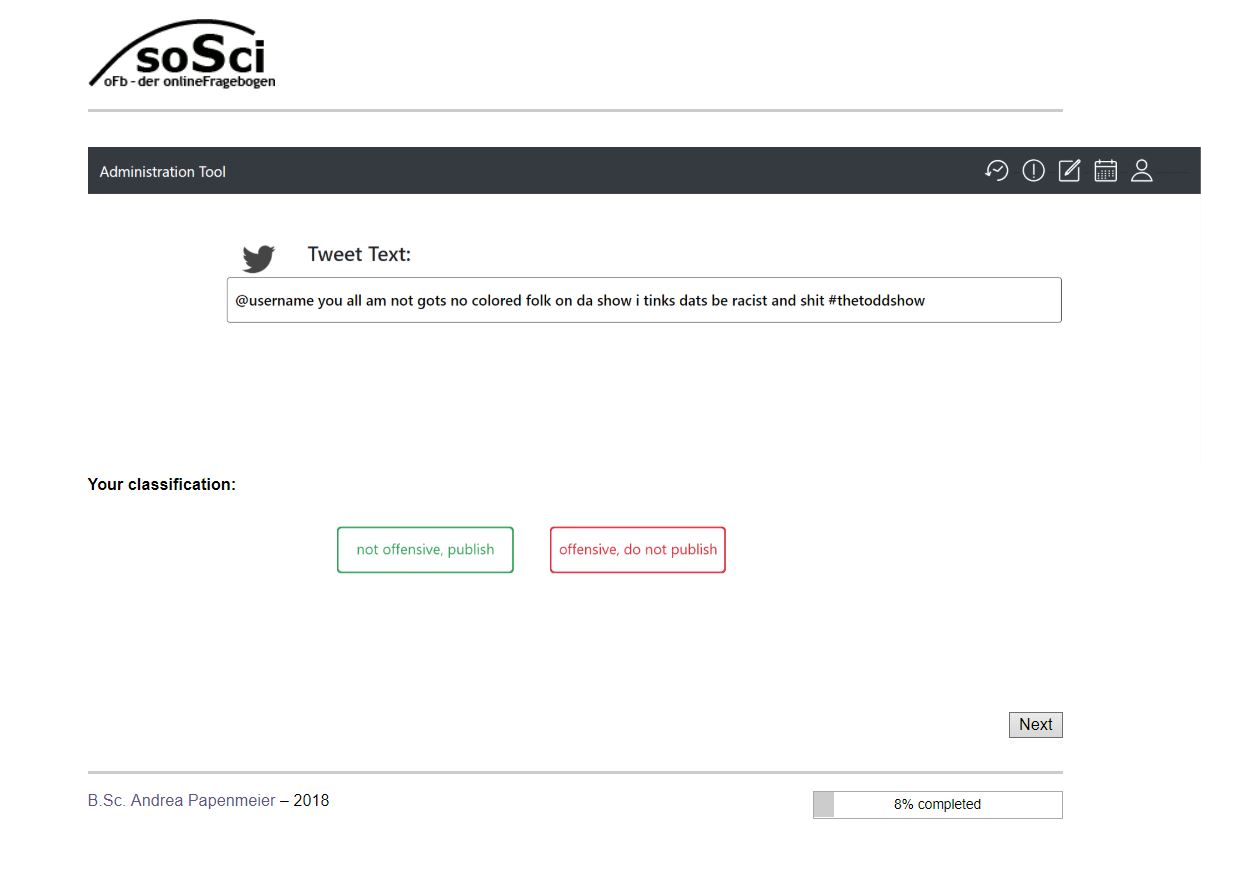 soSci
oFb - der onlineFragebogen
Administration Tool
Tweet Text:
@username you all am not gots no colored folk on da show i tinks dats be racist and shit #thetoddshow
Your classification:
not offensive, publish
offensive, do not publish
Next
B.Sc. Andrea Papenmeier – 2018
8% completed